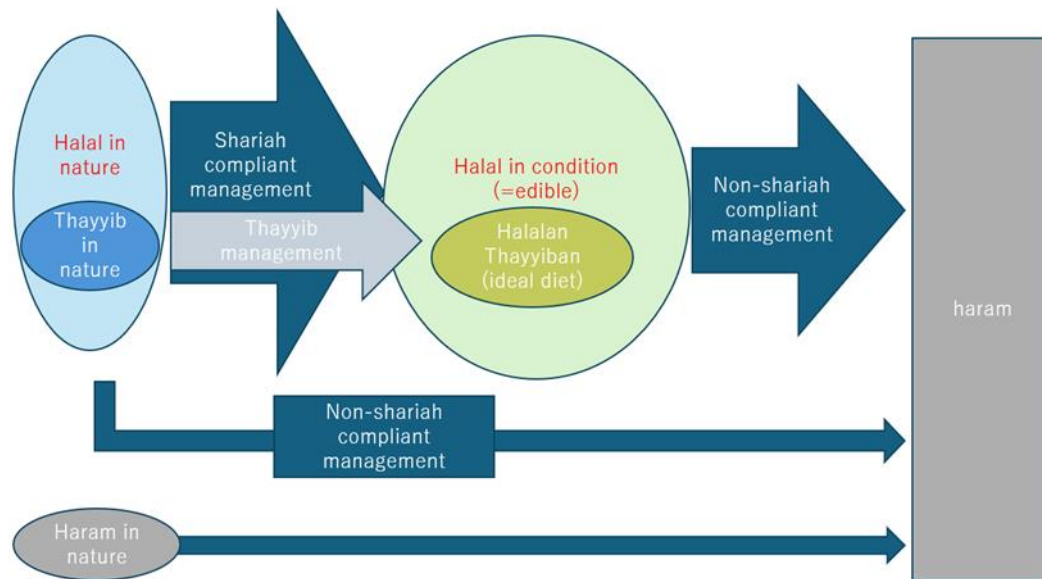 Halal in
nature
Thayyib
in
nature
Shariah
compliant
management
Thayyib
management
Halal in condition
(=edible)
Halalan
Thayyiban
(ideal diet)
Non-shariah
compliant
management
haram
Non-shariah
compliant
management
Haram in
nature